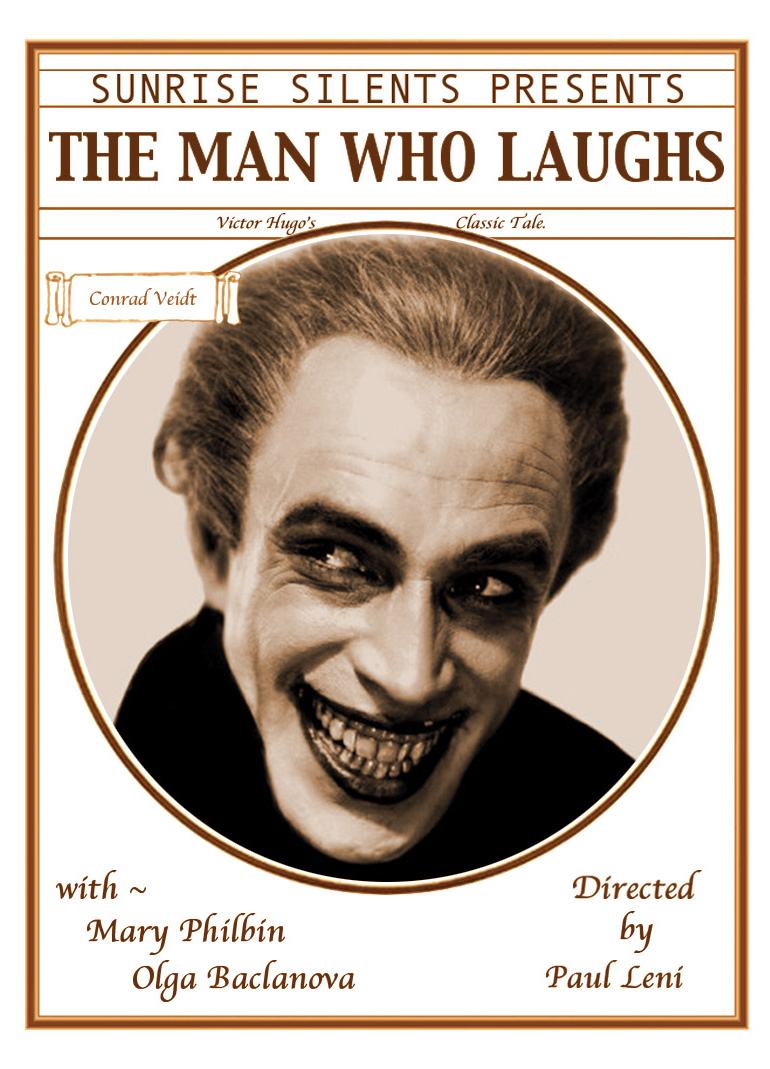 SUNRISE SILENTS PRESENTS
THE MAN WHO LAUGHS
Victor Hugo's Classic Tale.
Conrad Veidt
with ~
Mary Philbin
Olga Baclanova
Directed
by
Paul Leni